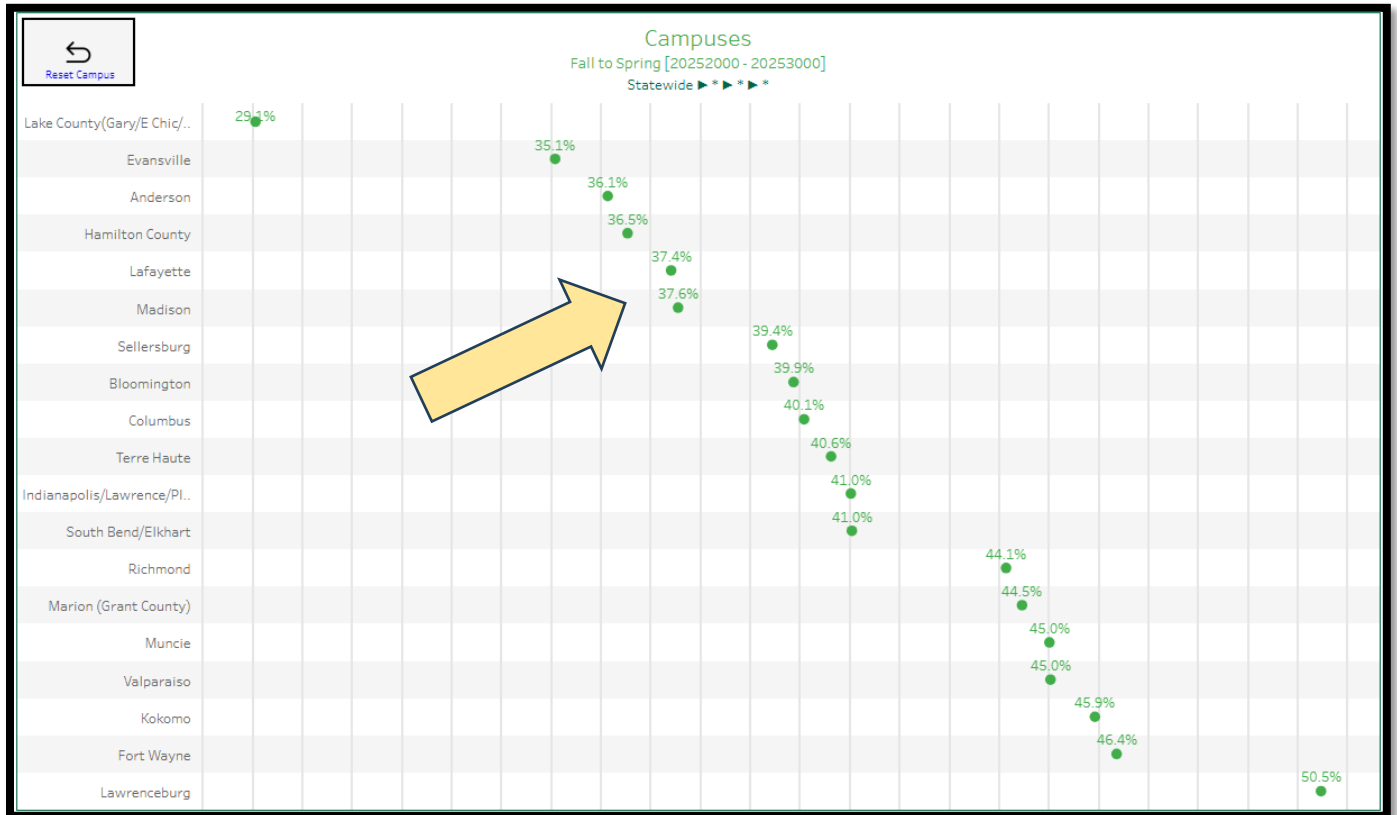 Reset Campus
Campuses
Fall to Spring [20252000 - 20253000]
Statewide ▶ * ▶ * ▶ *
Lake County(Gary/E Chic/.. 29.1%
Evansville 35.1%
Anderson 36.1%
Hamilton County 36.5%
Lafayette 37.4%
Madison 37.6%
Sellersburg 39.4%
Bloomington 39.9%
Columbus 40.1%
Terre Haute 40.6%
Indianapolis/Lawrence/Pl.. 41.0%
South Bend/Elkhart 41.0%
Richmond 44.1%
Marion (Grant County) 44.5%
Muncie 45.0%
Valparaiso 45.0%
Kokomo 45.9%
Fort Wayne 46.4%
Lawrenceburg 50.5%